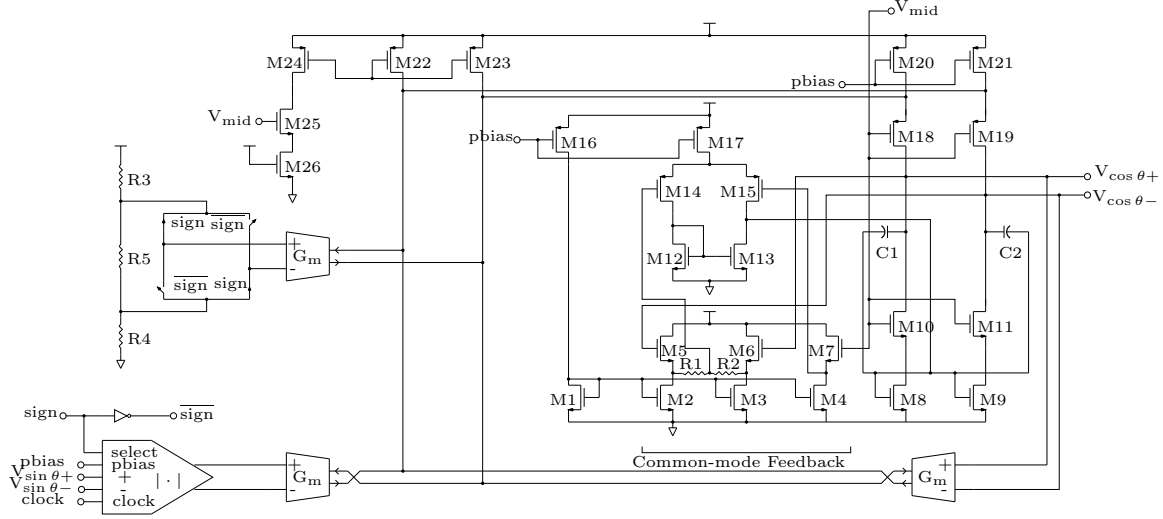 V_mid
M24
M22
M23
M20
M21
pbias
V_mid
M25
pbias
M16
M17
M18
M19
M26
R3
M14
M15
V_cos θ+
V_cos θ−
sign
sign̅
+
G_m
-
R5
M12
M13
C1
C2
sign̅
sign
R4
M10
M11
M5
M6
M7
R1
R2
M1
M2
M3
M4
M8
M9
sign
sign̅
select
pbias
pbias
V_sin θ+
+
V_sin θ−
-
clock
clock
| · |
+
G_m
-
Common-mode Feedback
+
G_m
-